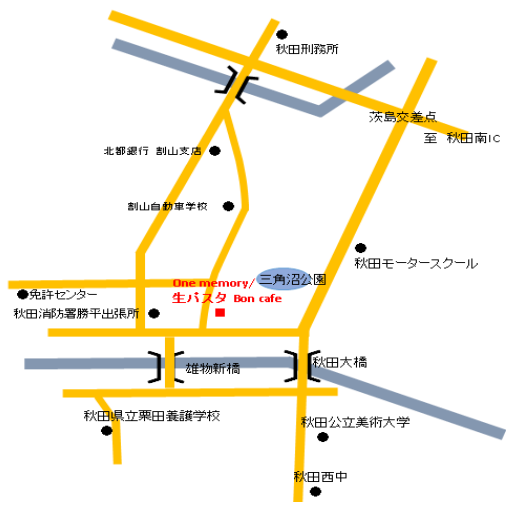 秋田刑務所
茨島交差点
至 秋田南IC
北都銀行 割山支店
割山自動車学校
秋田モータースクール
One memory/
生パスタ Bon cafe
三角沼公園
免許センター
秋田消防署勝平出張所
雄物新橋
秋田大橋
秋田県立栗田養護学校
秋田公立美術大学
秋田西中